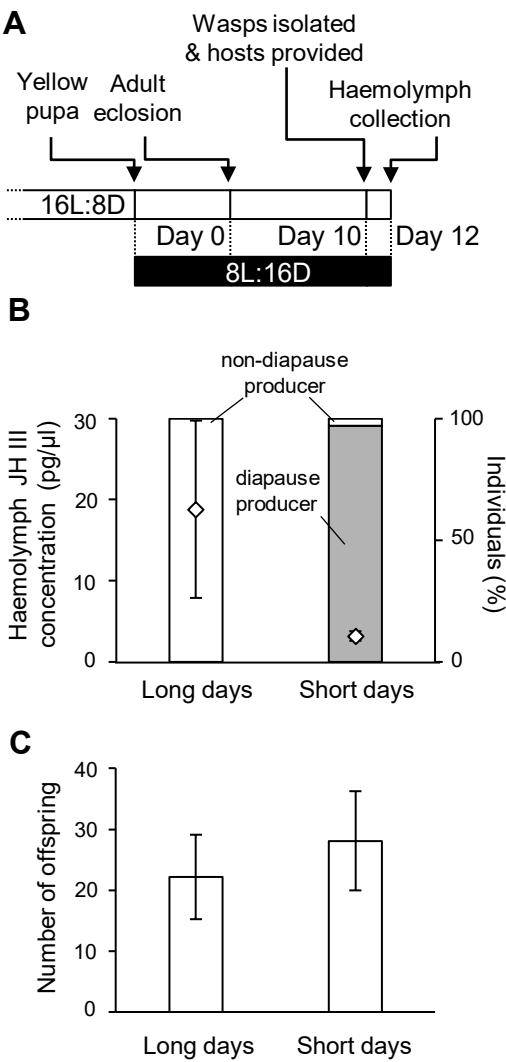 A
Wasps isolated
& hosts provided
Yellow
pupa
Adult
eclosion
Haemolymph
collection
16L:8D
Day 0
Day 10
Day 12
8L:16D
B
non-diapause
producer
diapause
producer
Haemolymph JH III
concentration (pg/μl)
30
20
10
0
100
50
0
Individuals (%)
Long days
Short days
C
Number of offspring
40
30
20
10
0
Long days
Short days